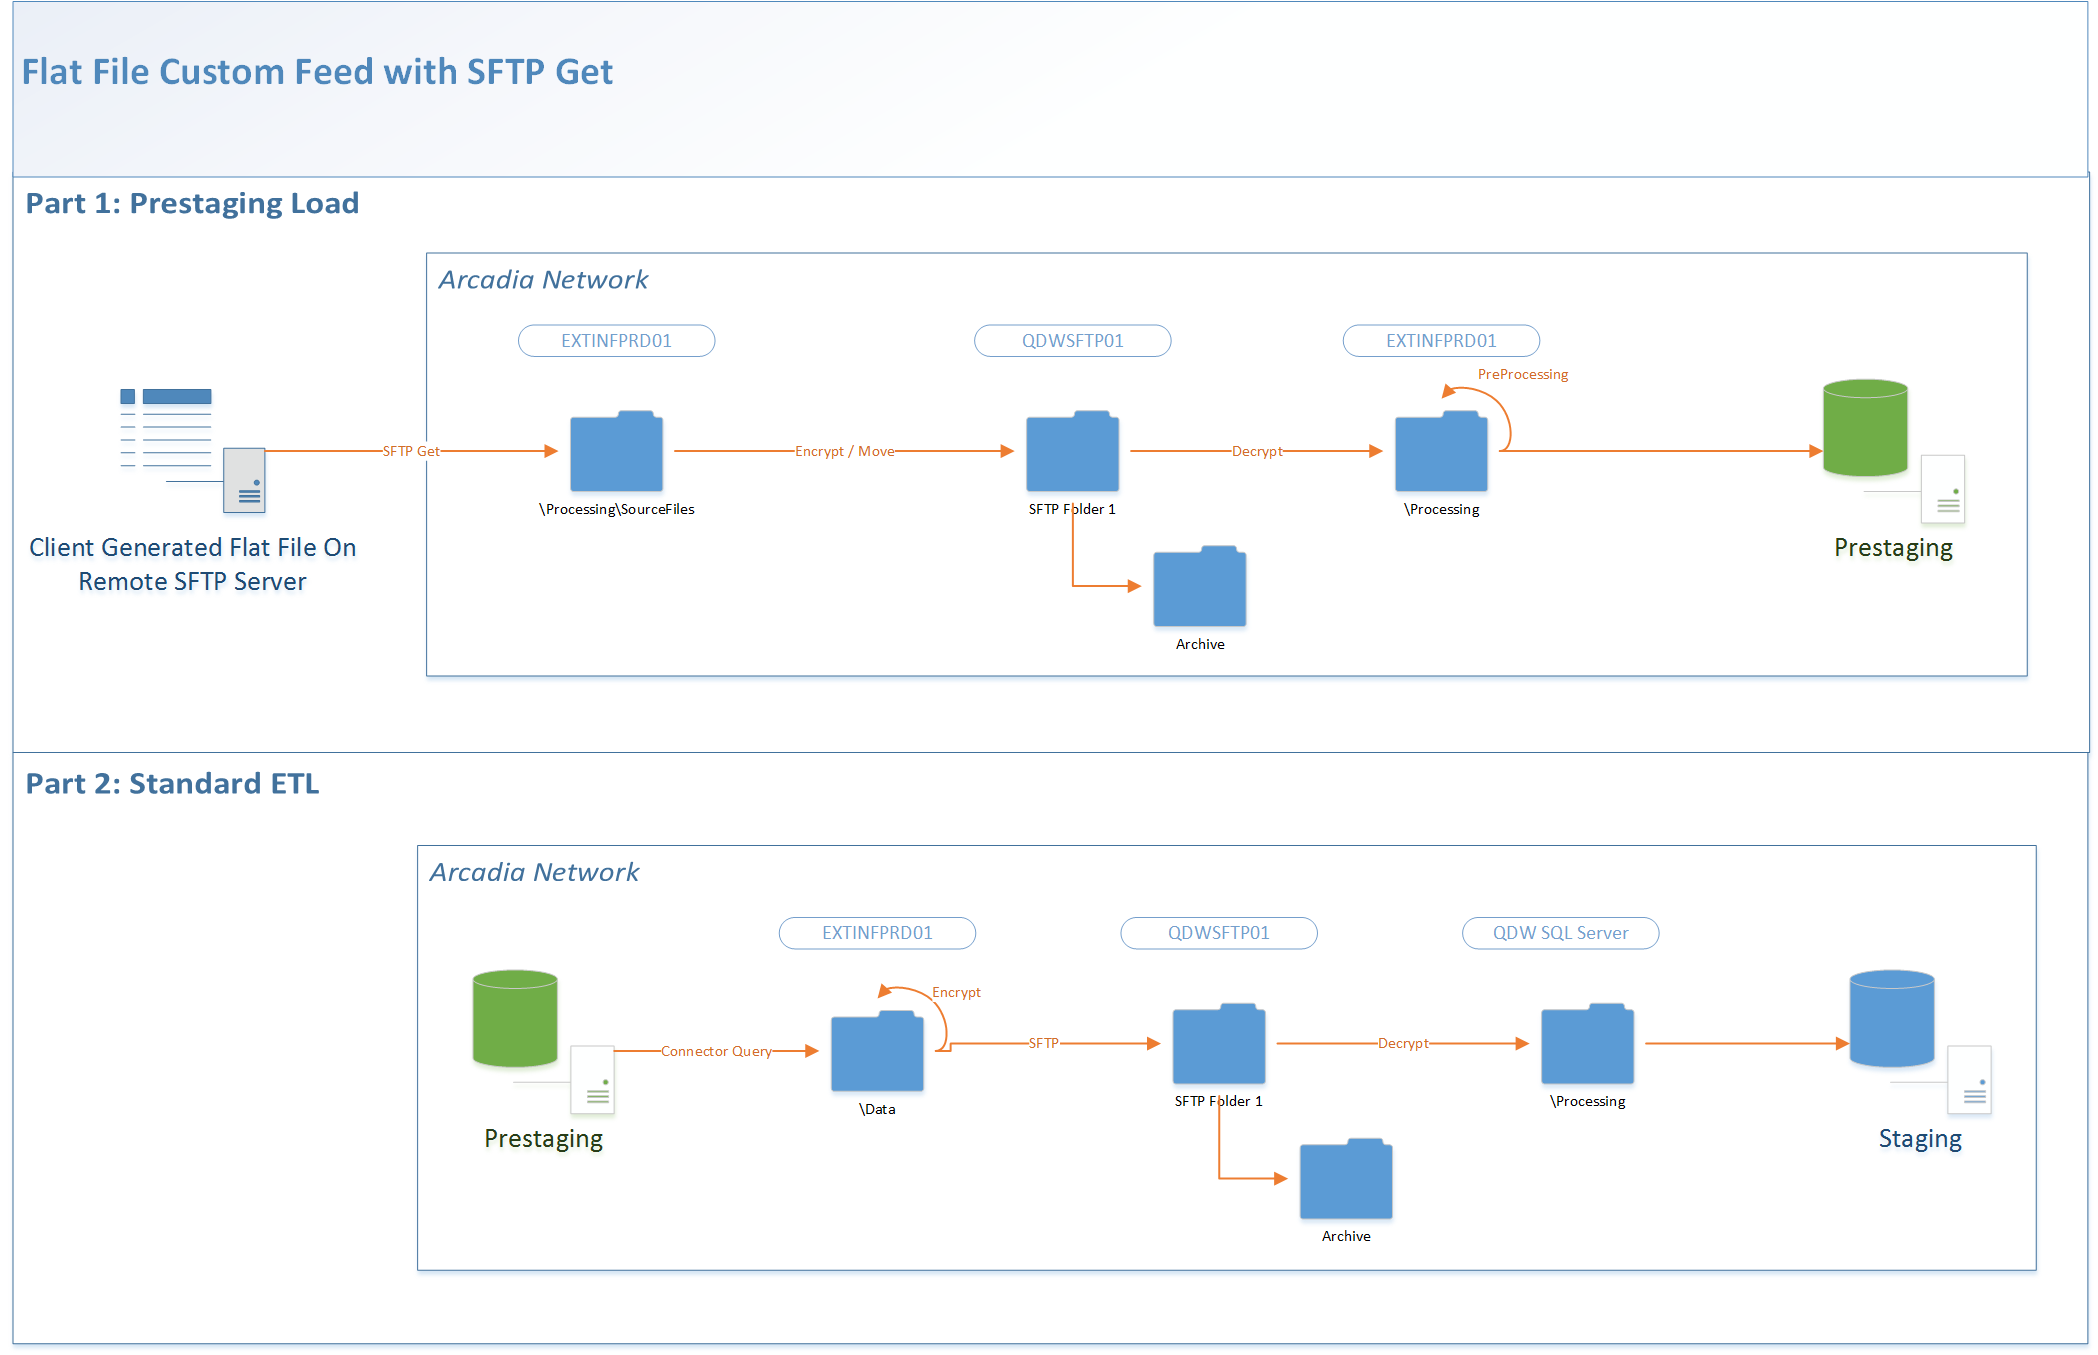 Flat File Custom Feed with SFTP Get
Part 1: Prestaging Load
Arcadia Network
EXTINFPRD01
QDWSFTP01
EXTINFPRD01
PreProcessing
SFTP Get
Encrypt / Move
Decrypt
\Processing\SourceFiles
SFTP Folder 1
\Processing
Client Generated Flat File On
Remote SFTP Server
Prestaging
Archive
Part 2: Standard ETL
Arcadia Network
EXTINFPRD01
QDWSFTP01
QDW SQL Server
Encrypt
Connector Query
SFTP
Decrypt
\Data
SFTP Folder 1
\Processing
Prestaging
Staging
Archive